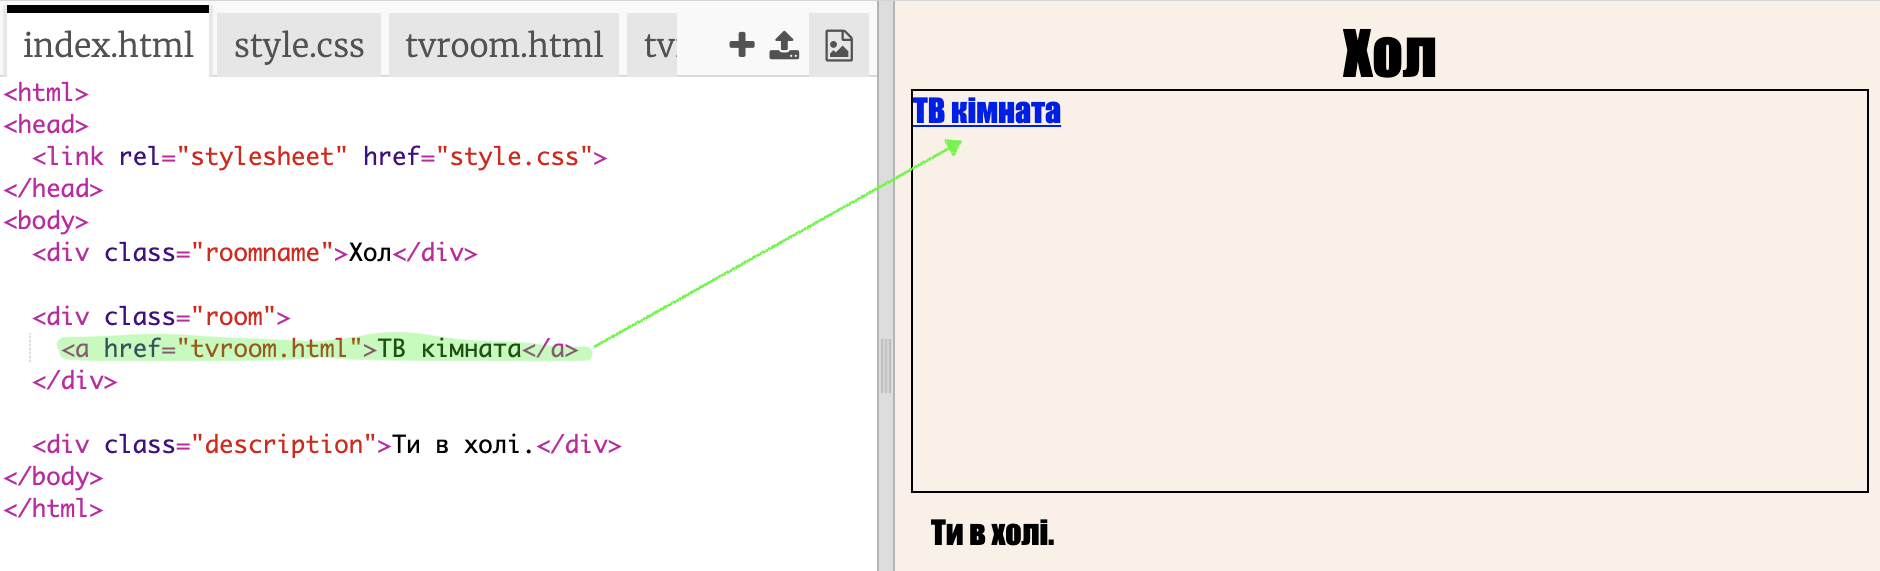 index.html style.css tvroom.html tv
<html>
<head>
<link rel="stylesheet" href="style.css">
</head>
<body>
<div class="roomname">Хол</div>
<div class="room">
<a href="tvroom.html">ТВ кімната</a>
</div>
<div class="description">Ти в холі.</div>
</body>
</html>
Хол
ТВ кімната
Ти в холі.